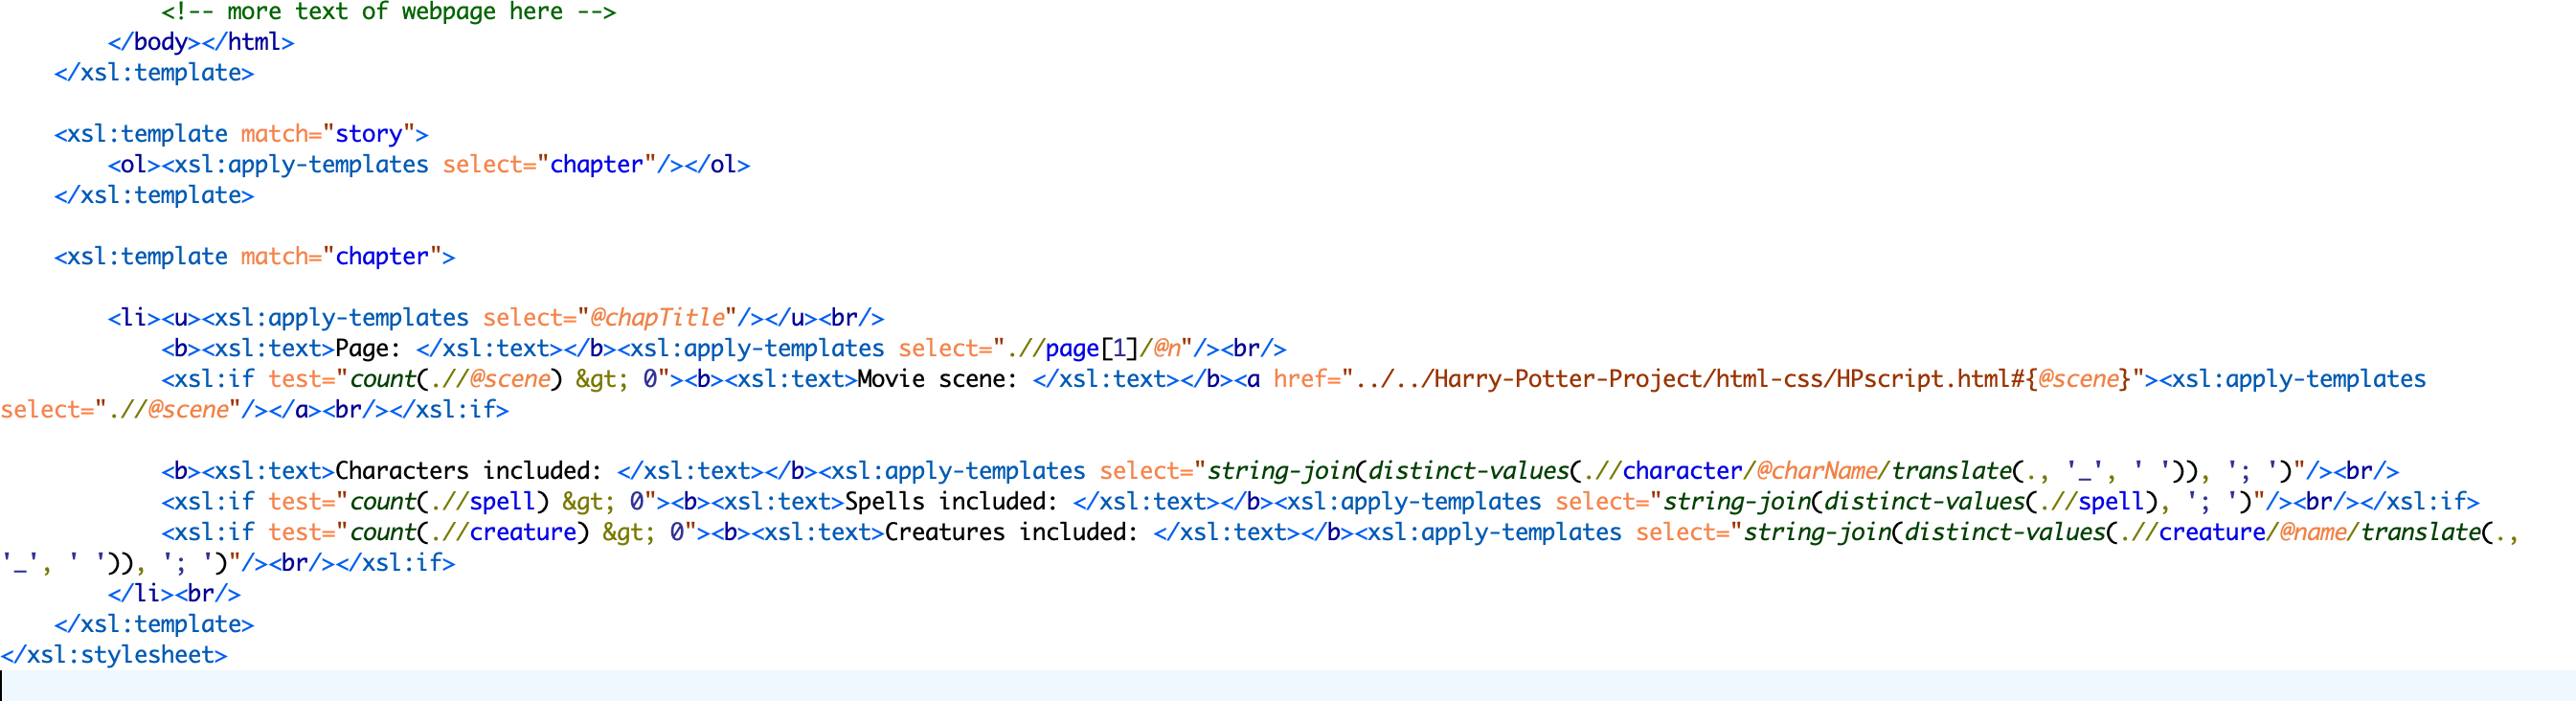 <!-- more text of webpage here -->
</body></html>
</xsl:template>
<xsl:template match="story">
<ol><xsl:apply-templates select="chapter"/></ol>
</xsl:template>
<xsl:template match="chapter">
<li><u><xsl:apply-templates select="@chapTitle"/></u><br/>
<b><xsl:text>Page: </xsl:text></b><xsl:apply-templates select=".//page[1]/@n"/><br/>
<xsl:if test="count(.//@scene) &gt; 0"><b><xsl:text>Movie scene: </xsl:text></b><a href="../../Harry-Potter-Project/html-css/HPscript.html#{@scene}"><xsl:apply-templates
select=".//@scene"/></a><br/></xsl:if>
<b><xsl:text>Characters included: </xsl:text></b><xsl:apply-templates select="string-join(distinct-values(.//character/@charName/translate(., '_', ' ')), '; ')"/><br/>
<xsl:if test="count(.//spell) &gt; 0"><b><xsl:text>Spells included: </xsl:text></b><xsl:apply-templates select="string-join(distinct-values(.//spell), '; ')"/><br/></xsl:if>
<xsl:if test="count(.//creature) &gt; 0"><b><xsl:text>Creatures included: </xsl:text></b><xsl:apply-templates select="string-join(distinct-values(.//creature/@name/translate(.,
'_', ' ')), '; ')"/><br/></xsl:if>
</li><br/>
</xsl:template>
</xsl:stylesheet>